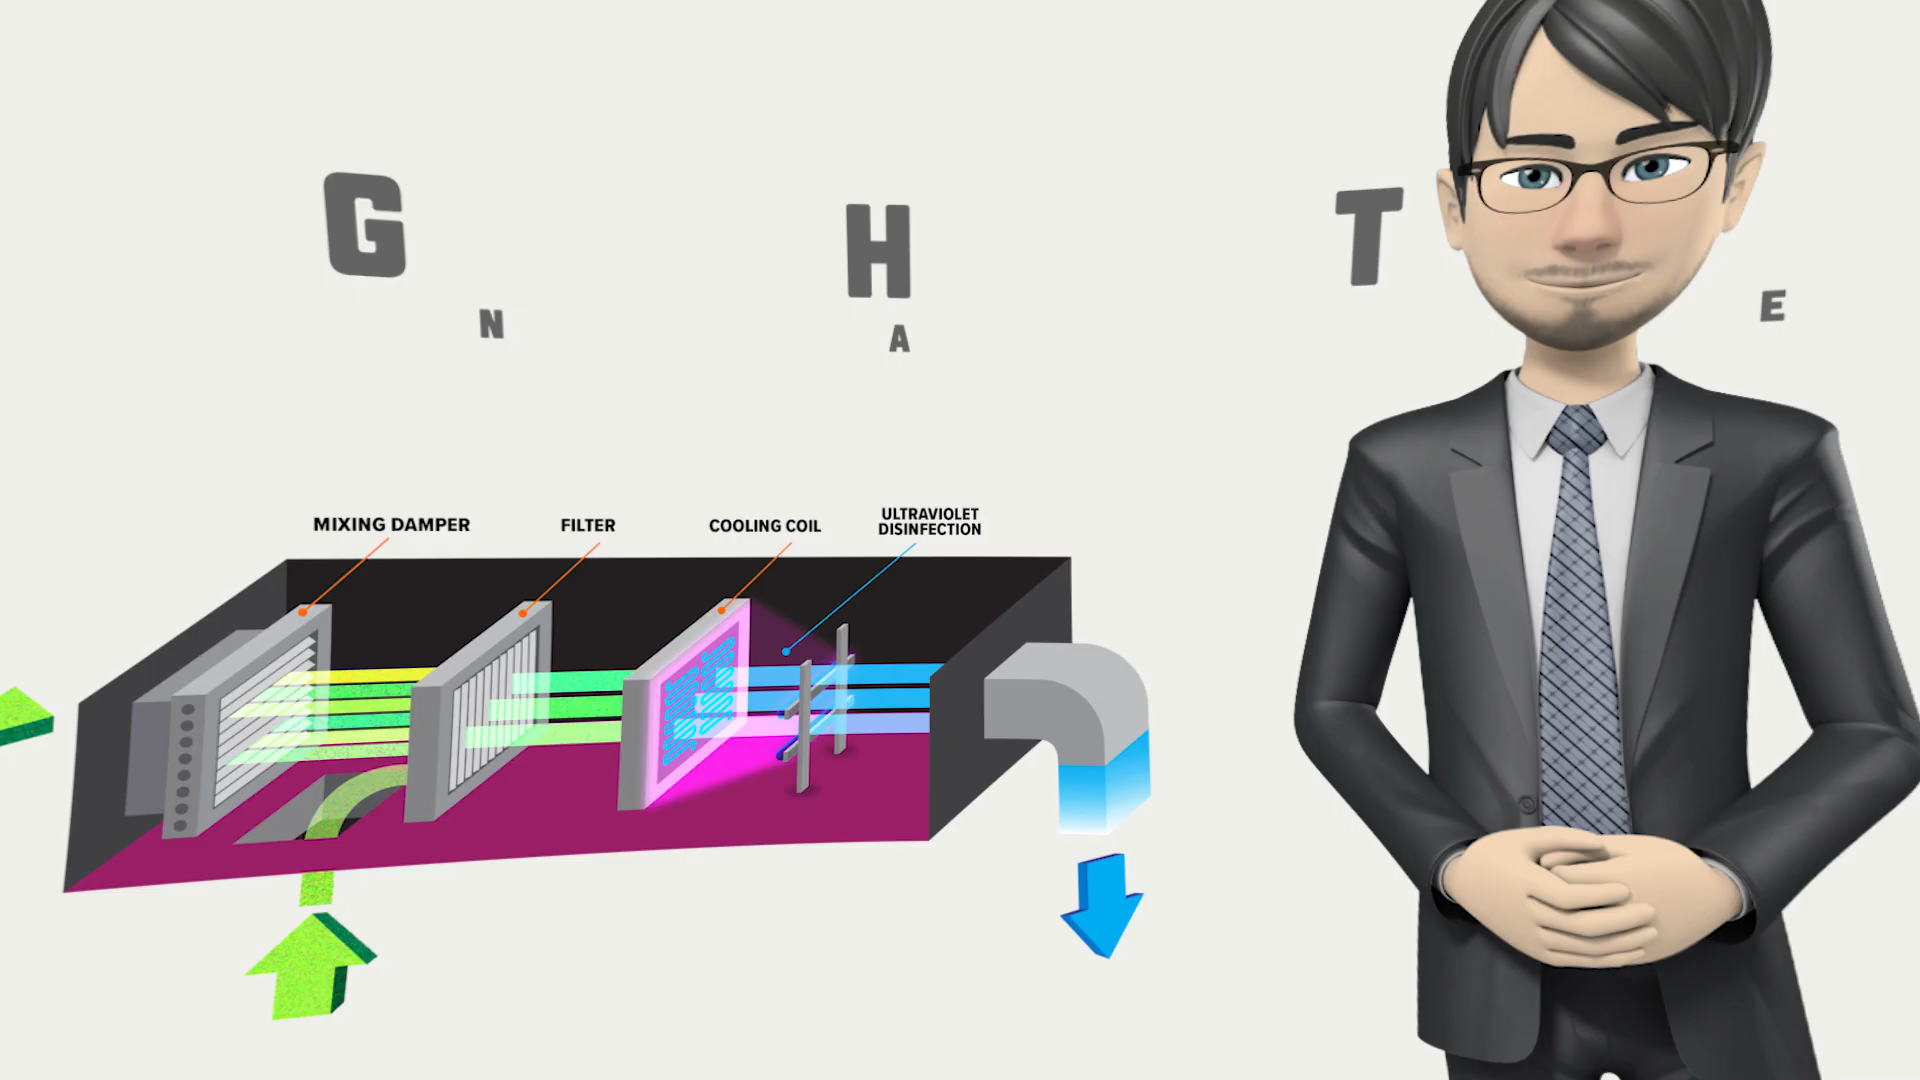 G H T
N A E
MIXING DAMPER
FILTER
COOLING COIL
ULTRAVIOLET
DISINFECTION